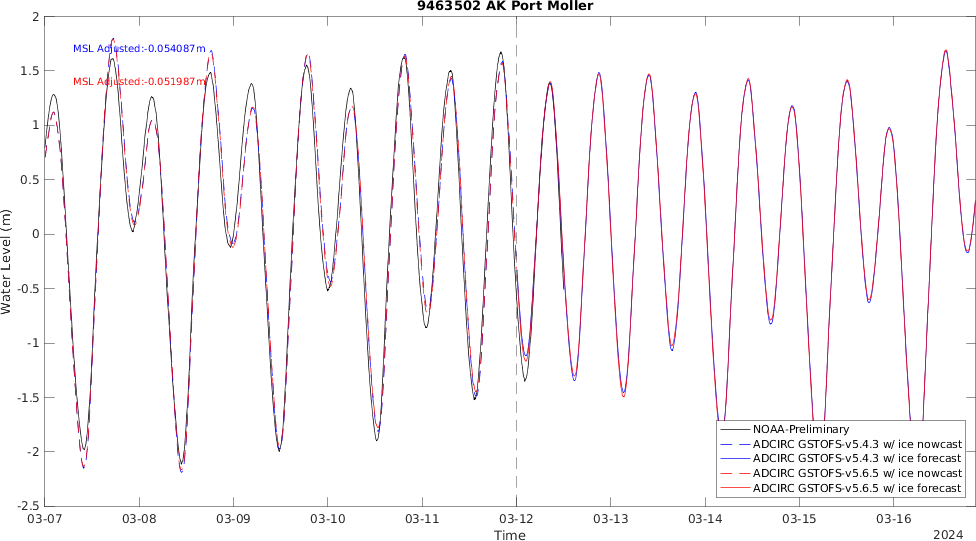 9463502 AK Port Moller
MSL Adjusted:-0.054087m
MSL Adjusted:-0.051987m
Water Level (m)
2
1.5
1
0.5
0
-0.5
-1
-1.5
-2
-2.5
NOAA-Preliminary
ADCIRC GSTOFS-v5.4.3 w/ ice nowcast
ADCIRC GSTOFS-v5.4.3 w/ ice forecast
ADCIRC GSTOFS-v5.6.5 w/ ice nowcast
ADCIRC GSTOFS-v5.6.5 w/ ice forecast
03-07 03-08 03-09 03-10 03-11 03-12 03-13 03-14 03-15 03-16
Time
2024